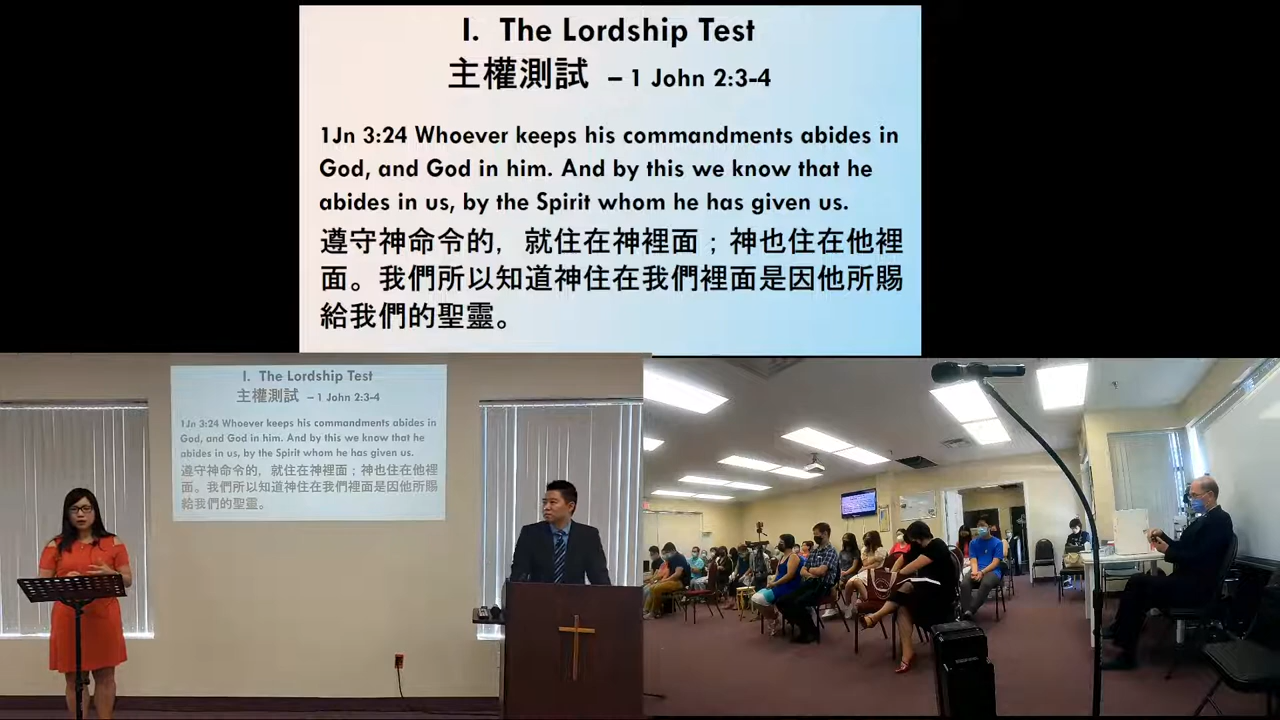 I. The Lordship Test
主權測試 – 1 John 2:3-4
1Jn 3:24 Whoever keeps his commandments abides in
God, and God in him. And by this we know that he
abides in us, by the Spirit whom he has given us.
遵守神命令的，就住在神裡面；神也住在他裡
面。我們所以知道神住在我們裡面是因他所賜
給我們的聖靈。
I. The Lordship Test
主權測試 – 1 John 2:3-4
1Jn 3:24 Whoever keeps his commandments abides in
God, and God in him. And by this we know that he
abides in us, by the Spirit whom he has given us.
遵守神命令的，就住在神裡面；神也住在他裡
面。我們所以知道神住在我們裡面是因他所賜
給我們的聖靈。